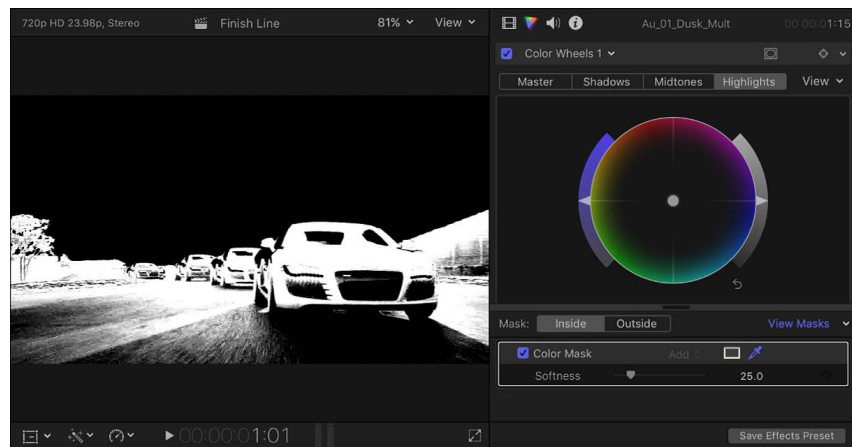 720p HD 23.98p, Stereo Finish Line 81% View
Au_01_Dusk_Mult 00:00:01:15
Color Wheels 1
Master Shadows Midtones Highlights View
Mask: Inside Outside View Masks
Color Mask Add
Softness 25.0
00:00:01:01
Save Effects Preset